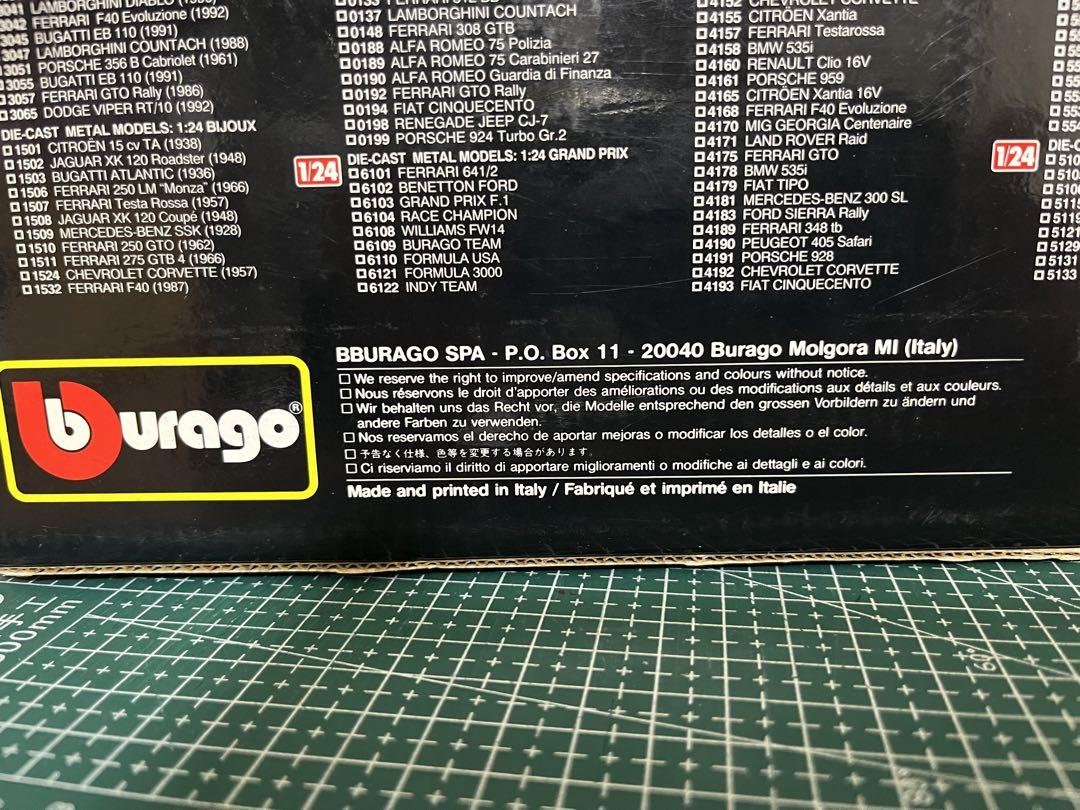 3041 LAMBORGHINI DIABLO
3042 FERRARI F40 Evoluzione (1992)
3045 BUGATTI EB 110 (1991)
3047 LAMBORGHINI COUNTACH (1988)
3051 PORSCHE 356 B Cabriolet (1961)
3055 BUGATTI EB 110 (1991)
3057 FERRARI GTO Rally (1986)
3065 DODGE VIPER RT/10 (1992)
DIE-CAST METAL MODELS: 1:24 BIJOUX
1501 CITROËN 15 cv TA (1938)
1502 JAGUAR XK 120 Roadster (1948)
1503 BUGATTI ATLANTIC (1936)
1506 FERRARI 250 LM "Monza" (1966)
1507 FERRARI Testa Rossa (1957)
1508 JAGUAR XK 120 Coupé (1948)
1509 MERCEDES-BENZ SSK (1928)
1510 FERRARI 250 GTO (1962)
1511 FERRARI 275 GTB 4 (1966)
1524 CHEVROLET CORVETTE (1957)
1532 FERRARI F40 (1987)
0137 LAMBORGHINI COUNTACH
0148 FERRARI 308 GTB
0188 ALFA ROMEO 75 Polizia
0189 ALFA ROMEO 75 Carabinieri 27
0190 ALFA ROMEO Guardia di Finanza
0192 FERRARI GTO Rally
0194 FIAT CINQUECENTO
0198 RENEGADE JEEP CJ-7
0199 PORSCHE 924 Turbo Gr.2
1/24 DIE-CAST METAL MODELS: 1:24 GRAND PRIX
6101 FERRARI 641/2
6102 BENETTON FORD
6103 GRAND PRIX F.1
6104 RACE CHAMPION
6108 WILLIAMS FW14
6109 BURAGO TEAM
6110 FORMULA USA
6121 FORMULA 3000
6122 INDY TEAM
4152 CHEVROLET CORVETTE
4155 CITROËN Xantia
4157 FERRARI Testarossa
4158 BMW 535i
4160 RENAULT Clio 16V
4161 PORSCHE 959
4165 CITROËN Xantia 16V
4168 FERRARI F40 Evoluzione
4170 MIG GEORGIA Centenaire
4171 LAND ROVER Raid
4175 FERRARI GTO
4178 BMW 535i
4179 FIAT TIPO
4181 MERCEDES-BENZ 300 SL
4183 FORD SIERRA Rally
4189 FERRARI 348 tb
4190 PEUGEOT 405 Safari
4191 PORSCHE 928
4192 CHEVROLET CORVETTE
4193 FIAT CINQUECENTO
1/24 DIE-C
5121
5129
5131
5133
BBURAGO SPA - P.O. Box 11 - 20040 Burago Molgora MI (Italy)
We reserve the right to improve/amend specifications and colours without notice.
Nous réservons le droit d'apporter des améliorations ou des modifications aux détails et aux couleurs.
Wir behalten uns das Recht vor, die Modelle entsprechend den grossen Vorbildern zu ändern und
andere Farben zu verwenden.
Nos reservamos el derecho de aportar mejoras o modificar los detalles o el color.
予告なく仕様、色等を変更する場合があります。
Ci riserviamo il diritto di apportare miglioramenti o modifiche ai dettagli e ai colori.
Made and printed in Italy / Fabriqué et imprimé en Italie
burago®
00mm
60°